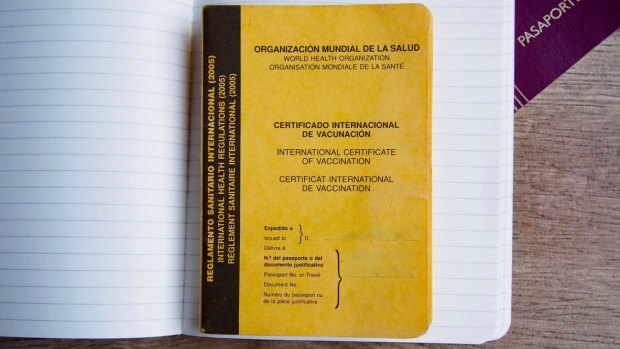 REGLAMENTO SANITARIO INTERNACIONAL (2005)
INTERNATIONAL HEALTH REGULATIONS (2005)
RÈGLEMENT SANITAIRE INTERNATIONAL (2005)
ORGANIZACIÓN MUNDIAL DE LA SALUD
WORLD HEALTH ORGANIZATION
ORGANISATION MONDIALE DE LA SANTÉ
CERTIFICADO INTERNACIONAL
DE VACUNACIÓN
INTERNATIONAL CERTIFICATE
OF VACCINATION
CERTIFICAT INTERNATIONAL
DE VACCINATION
Expedido a
Issued to
Délivré à
D.
N.º del pasaporte o del
documento justificativo
Passaport No. or Travel
Document No.
Numéro du passeport ou
de la pièce justificative
PASAPORTE